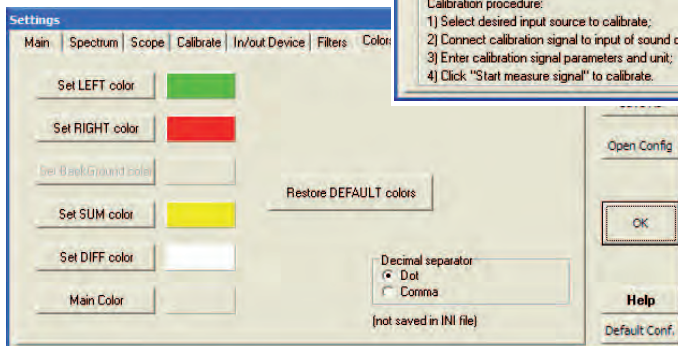 Settings
Main Spectrum Scope Calibrate In/out Device Filters Colors
Calibration procedure:
1) Select desired input source to calibrate;
2) Connect calibration signal to input of sound
3) Enter calibration signal parameters and unit;
4) Click "Start measure signal" to calibrate.
Set LEFT color
Set RIGHT color
Set BackGround color
Set SUM color
Set DIFF color
Main Color
Restore DEFAULT colors
Decimal separator
Dot
Comma
(not saved in INI file)
Open Config
OK
Help
Default Conf.